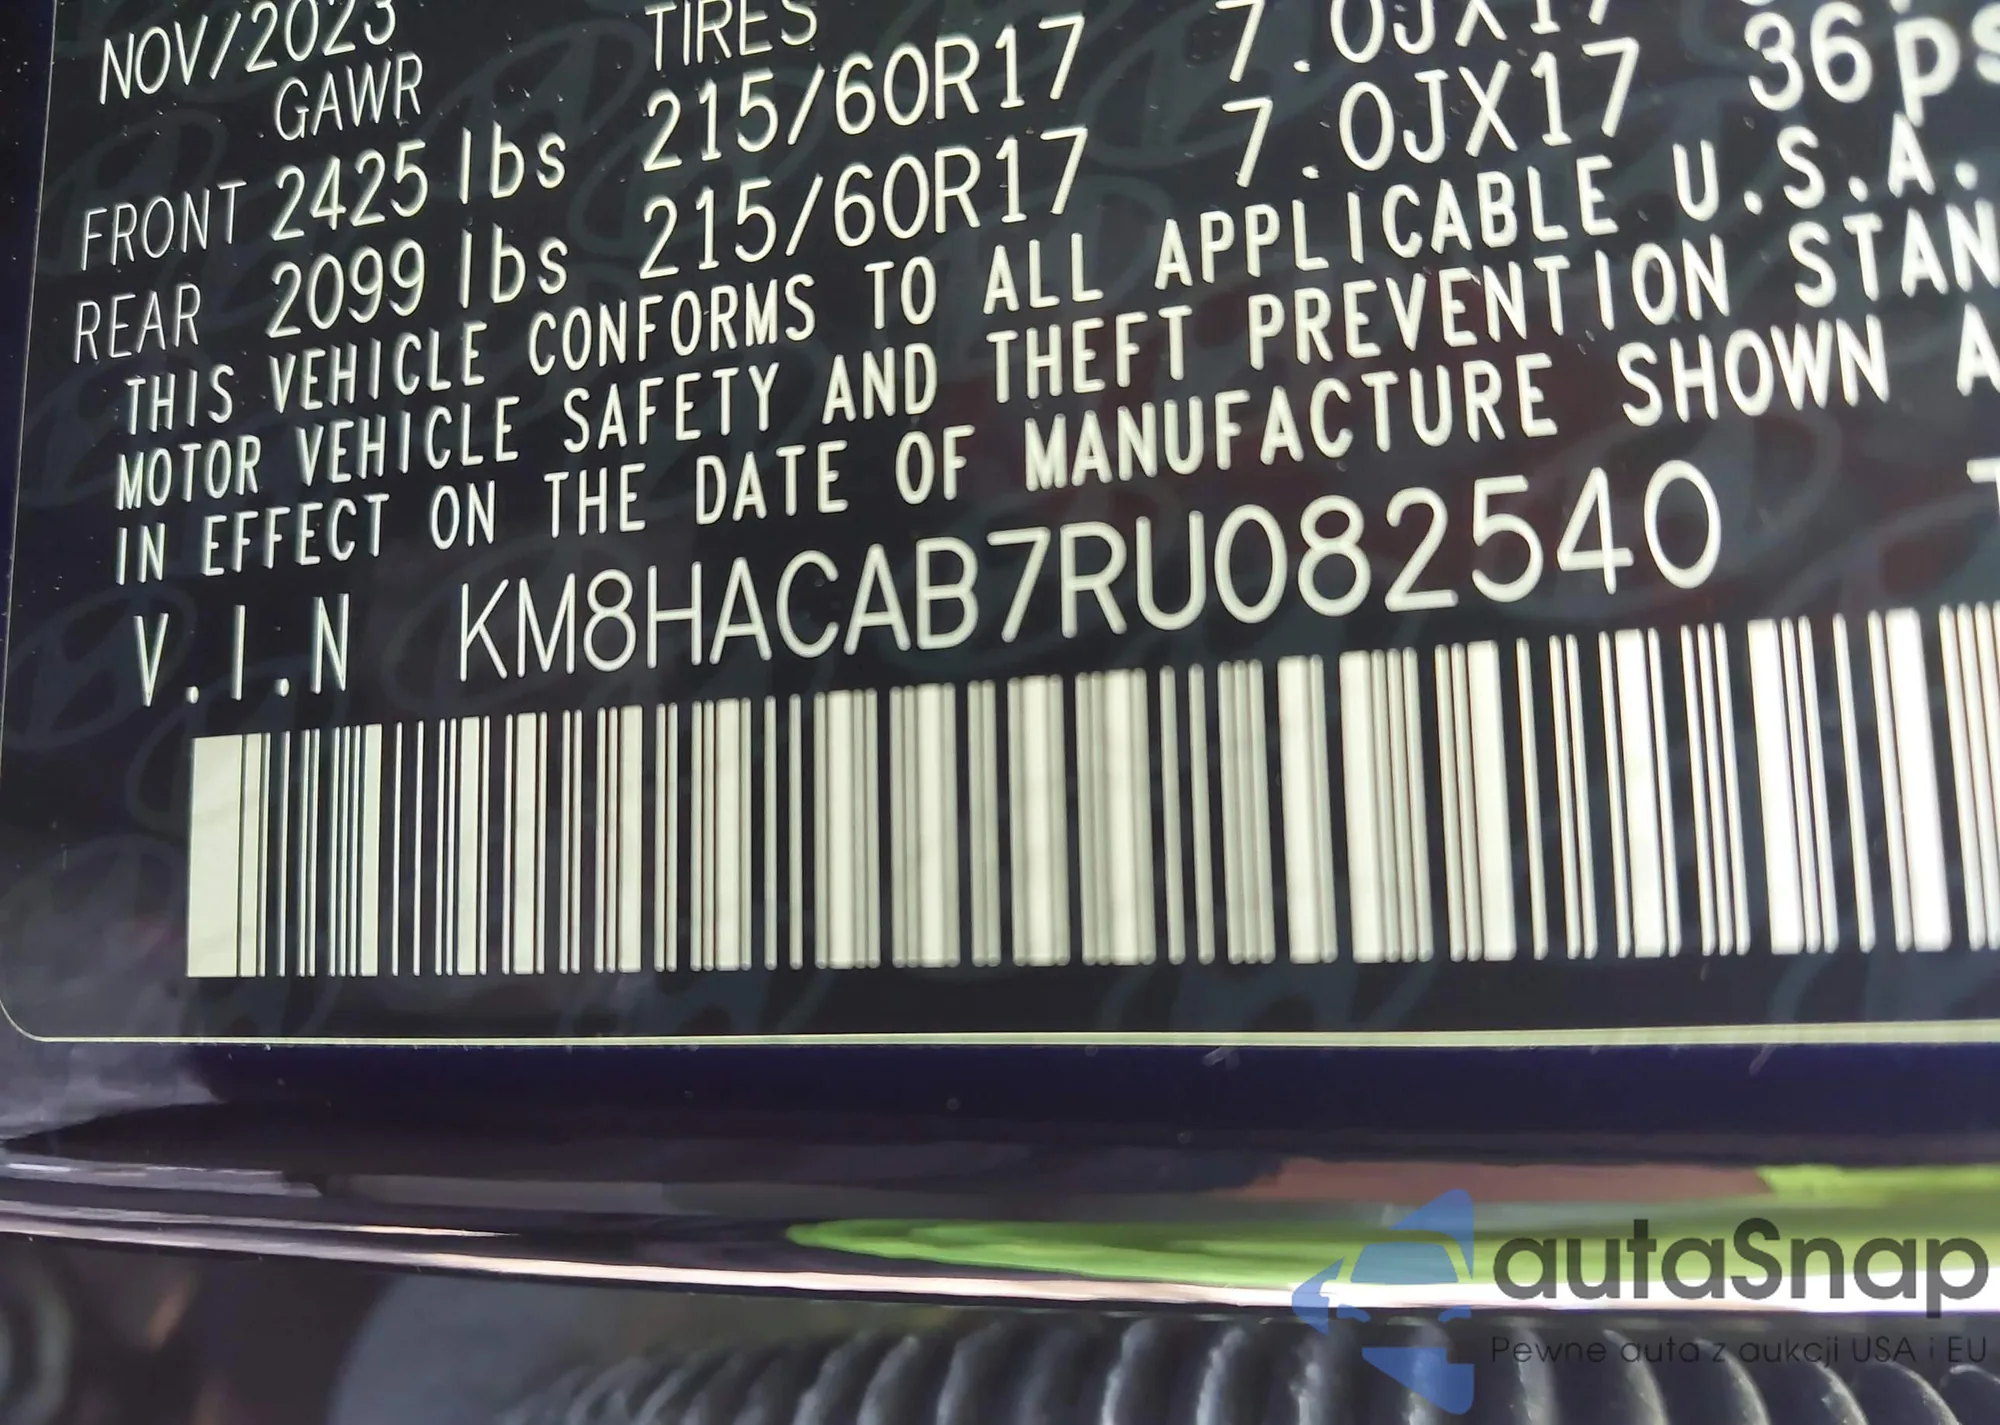 NOV/2023
GAWR TIRES
FRONT 2425 lbs 215/60R17 7.0JX17
REAR 2099 lbs 215/60R17 7.0JX17 36ps
THIS VEHICLE CONFORMS TO ALL APPLICABLE U.S.A.
MOTOR VEHICLE SAFETY AND THEFT PREVENTION STAN
IN EFFECT ON THE DATE OF MANUFACTURE SHOWN A
V.I.N KM8HACAB7RU082540 T
autaSnap
Pewne auta z aukcji USA i EU